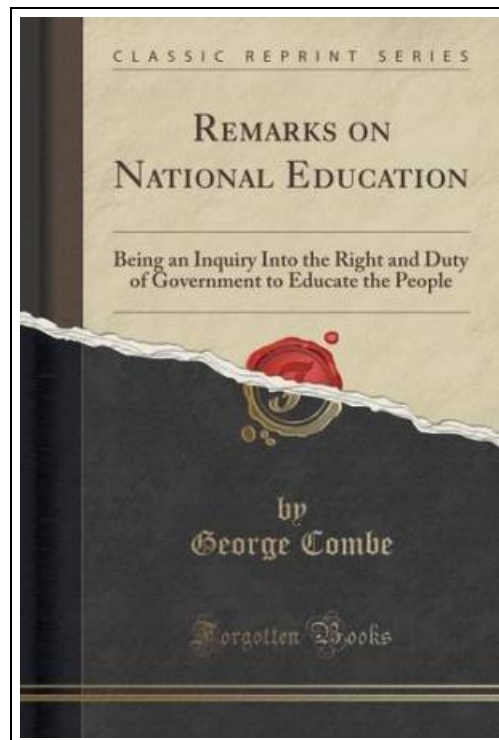 CLASSIC REPRINT SERIES
REMARKS ON
NATIONAL EDUCATION
Being an Inquiry Into the Right and Duty
of Government to Educate the People
by
George Combe
Forgotten Books